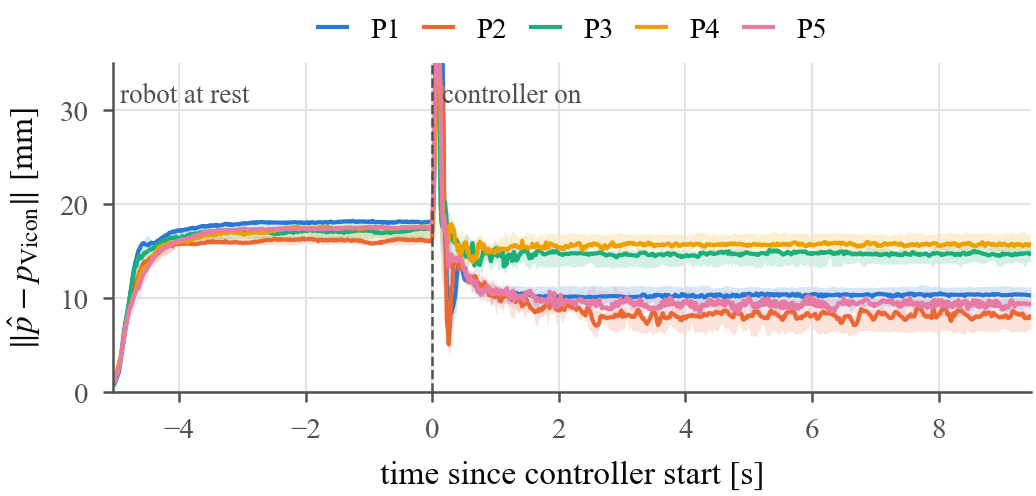 P1 P2 P3 P4 P5
robot at rest
controller on
||p̂ − pVicon|| [mm]
30
20
10
0
−4 −2 0 2 4 6 8
time since controller start [s]